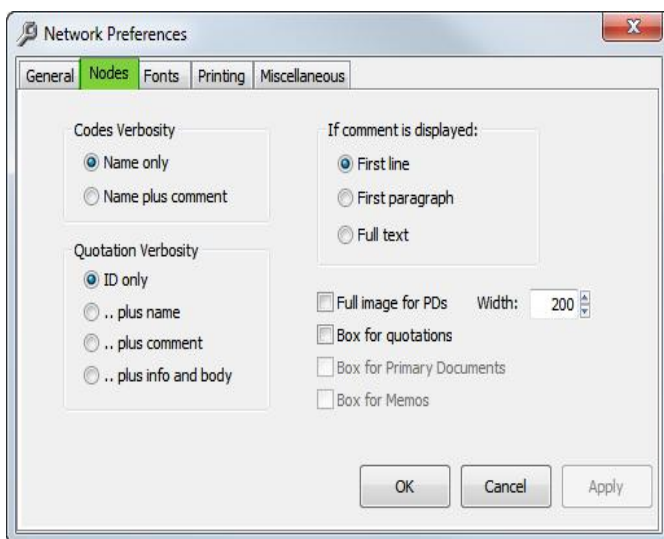 Network Preferences
X
General Nodes Fonts Printing Miscellaneous
Codes Verbosity
Name only
Name plus comment
Quotation Verbosity
ID only
.. plus name
.. plus comment
.. plus info and body
If comment is displayed:
First line
First paragraph
Full text
Full image for PDs Width: 200
Box for quotations
Box for Primary Documents
Box for Memos
OK Cancel Apply